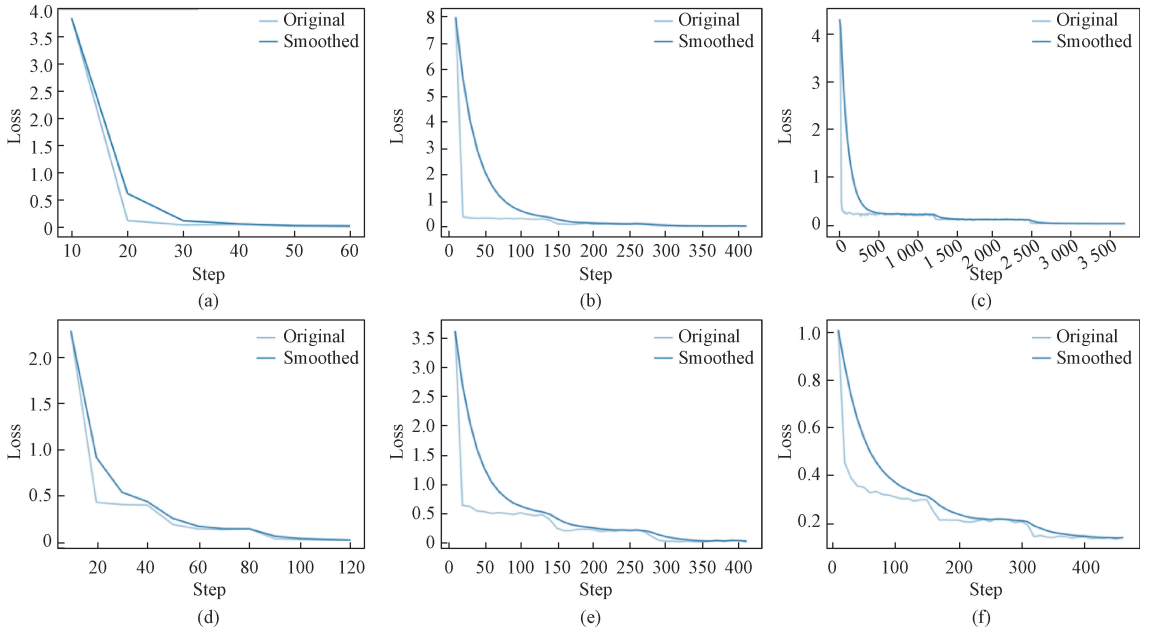 4.0
3.5
3.0
2.5
2.0
1.5
1.0
0.5
0
Loss
10 20 30 40 50 60
Step
Original
Smoothed
(a)
8
7
6
5
4
3
2
1
0
Loss
0 50 100 150 200 250 300 350 400
Step
Original
Smoothed
(b)
4
3
2
1
0
Loss
0 500 1 000 1 500 2 000 2 500 3 000 3 500
Step
Original
Smoothed
(c)
2.0
1.5
1.0
0.5
0
Loss
20 40 60 80 100 120
Step
Original
Smoothed
(d)
3.5
3.0
2.5
2.0
1.5
1.0
0.5
0
Loss
0 50 100 150 200 250 300 350 400
Step
Original
Smoothed
(e)
1.0
0.8
0.6
0.4
0.2
Loss
0 100 200 300 400
Step
Original
Smoothed
(f)